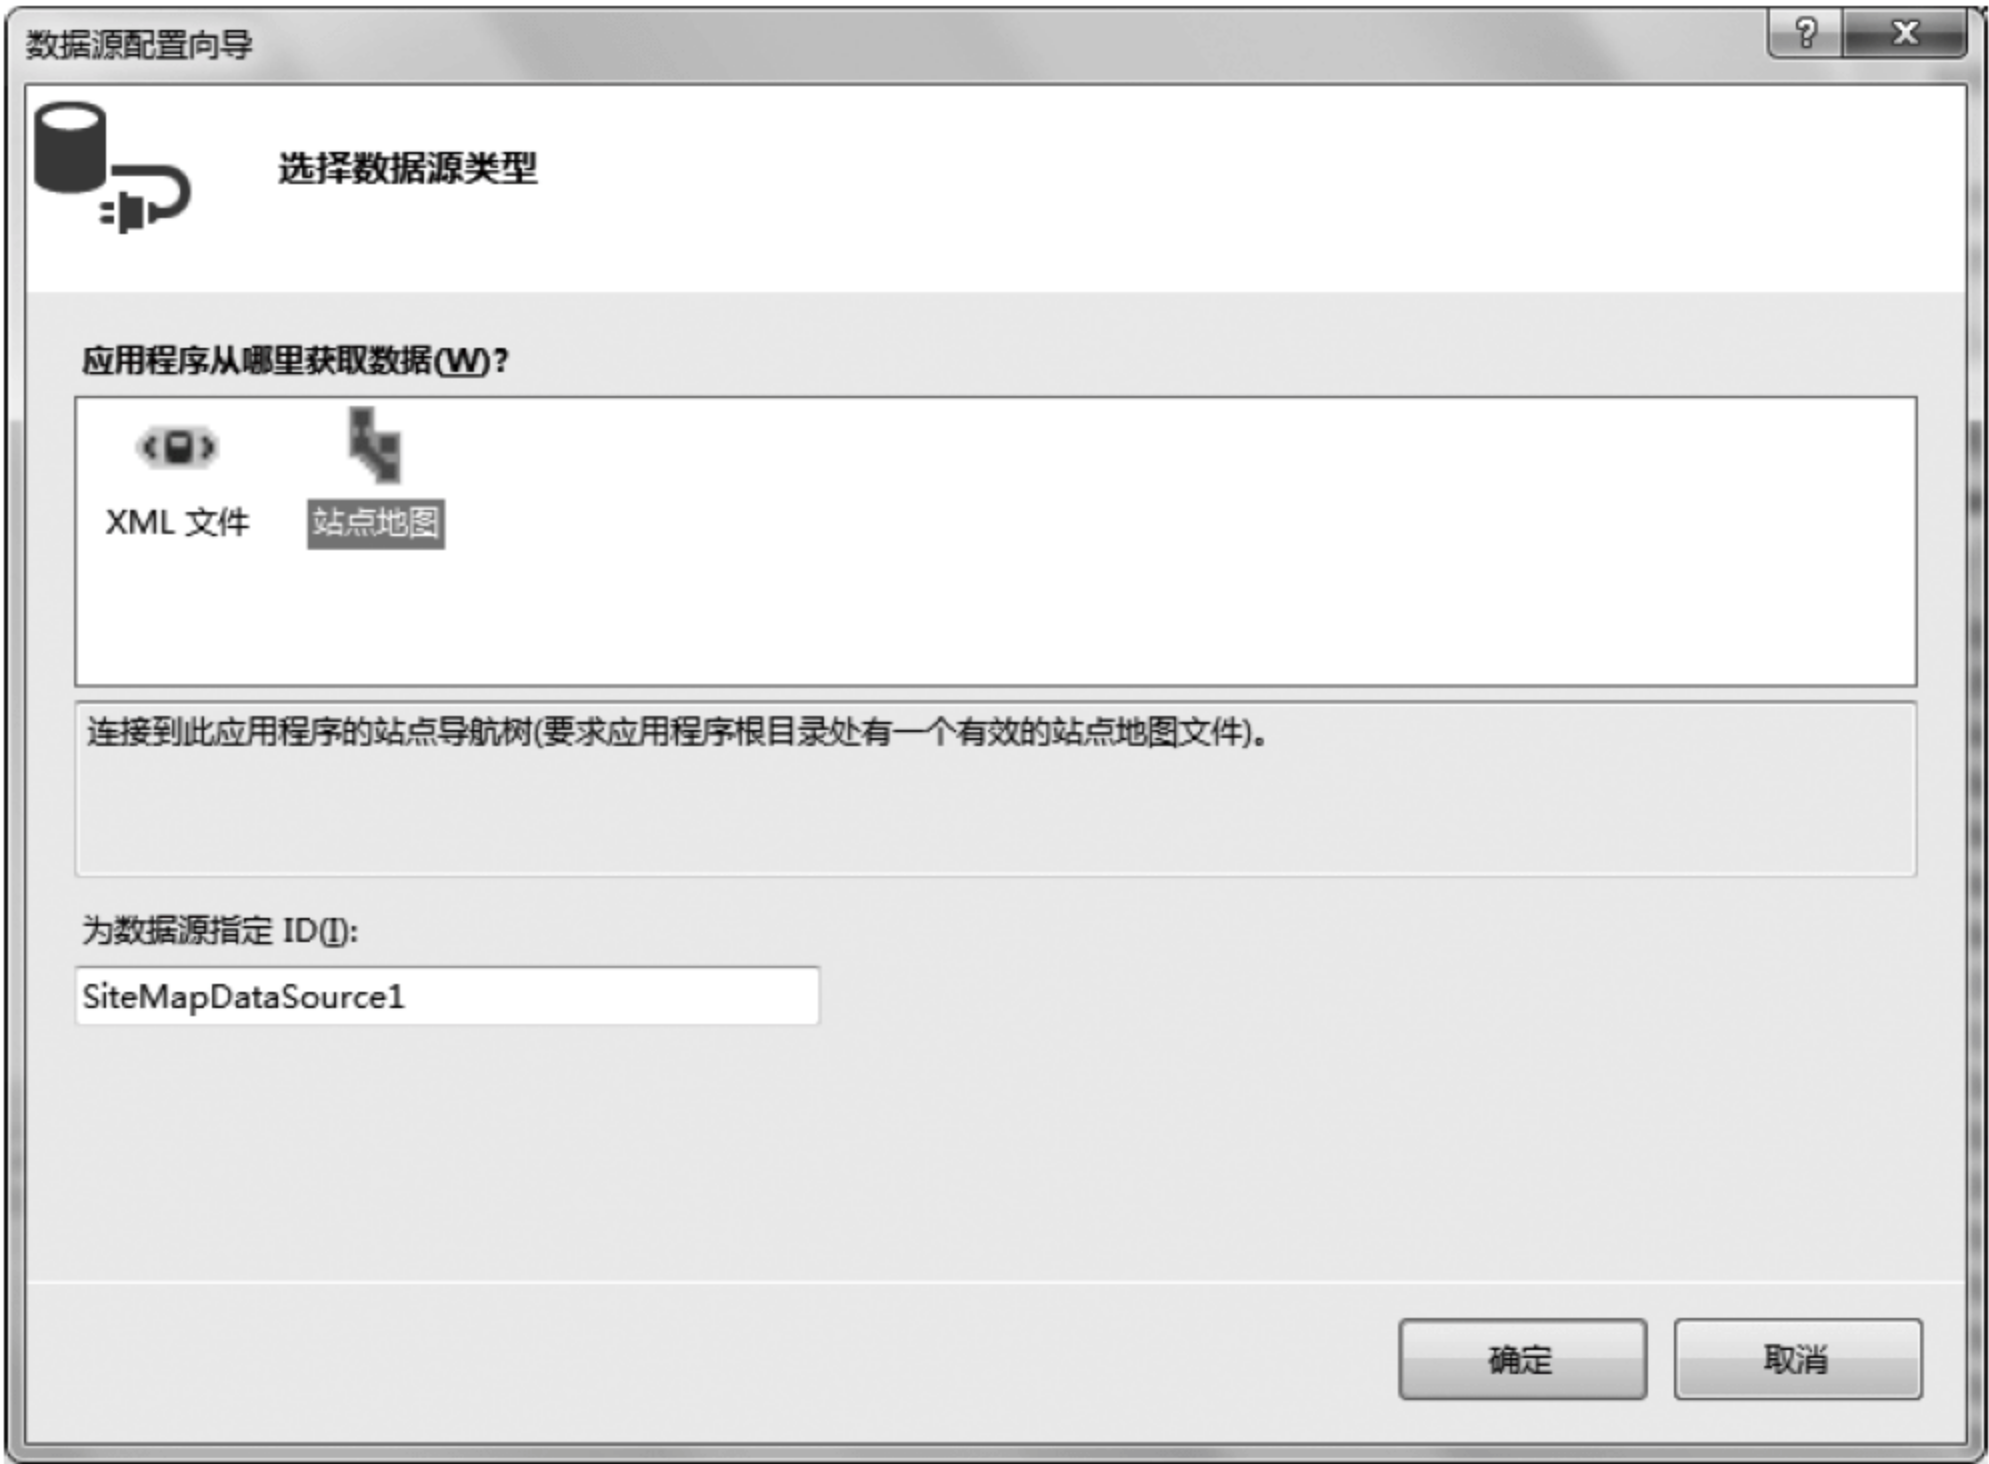 数据源配置向导
选择数据源类型
应用程序从哪里获取数据(W)?
XML 文件 站点地图
连接到此应用程序的站点导航树(要求应用程序根目录处有一个有效的站点地图文件)。
为数据源指定 ID(I):
SiteMapDataSource1
确定 取消